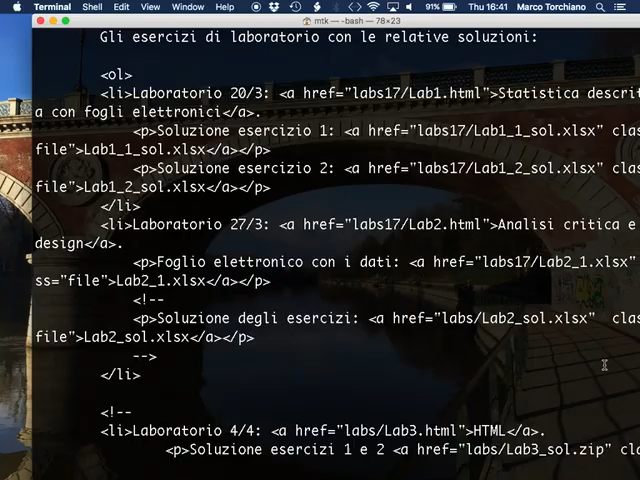 Terminal Shell Edit View Window Help 91% Thu 16:41 Marco Torchiano
mtk — -bash — 78×23
Gli esercizi di laboratorio con le relative soluzioni:
<ol>
<li>Laboratorio 20/3: <a href="labs17/Lab1.html">Statistica descrit
a con fogli elettronici</a>.
<p>Soluzione esercizio 1: <a href="labs17/Lab1_1_sol.xlsx" clas
file">Lab1_1_sol.xlsx</a></p>
<p>Soluzione esercizio 2: <a href="labs17/Lab1_2_sol.xlsx" clas
file">Lab1_2_sol.xlsx</a></p>
</li>
<li>Laboratorio 27/3: <a href="labs17/Lab2.html">Analisi critica e
design</a>.
<p>Foglio elettronico con i dati: <a href="labs17/Lab2_1.xlsx"
ss="file">Lab2_1.xlsx</a></p>
<!--
<p>Soluzione degli esercizi: <a href="labs/Lab2_sol.xlsx" clas
file">Lab2_sol.xlsx</a></p>
-->
</li>
<!--
<li>Laboratorio 4/4: <a href="labs/Lab3.html">HTML</a>.
<p>Soluzione esercizi 1 e 2 <a href="labs/Lab3_sol.zip" cla